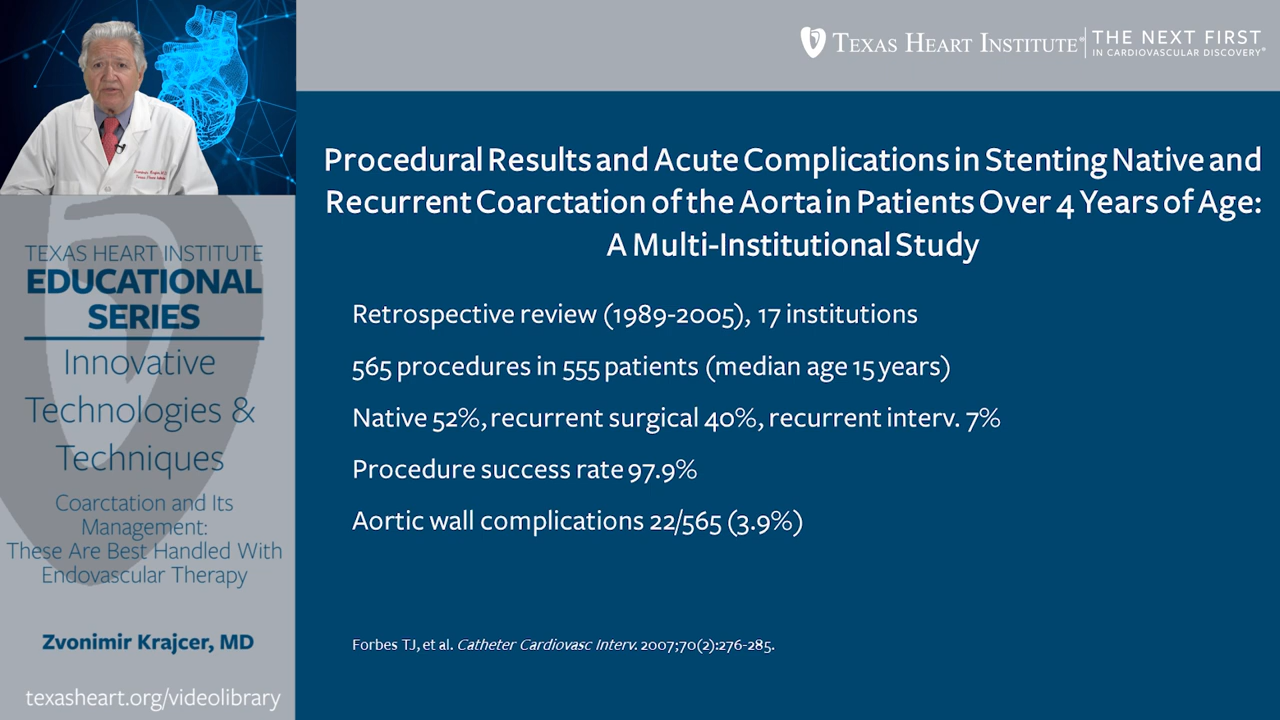 TEXAS HEART INSTITUTE®
THE NEXT FIRST
IN CARDIOVASCULAR DISCOVERY®
TEXAS HEART INSTITUTE
EDUCATIONAL
SERIES
Innovative
Technologies &
Techniques
Coarctation and Its
Management:
These Are Best Handled With
Endovascular Therapy
Zvonimir Krajcer, MD
texasheart.org/videolibrary
Procedural Results and Acute Complications in Stenting Native and
Recurrent Coarctation of the Aorta in Patients Over 4 Years of Age:
A Multi-Institutional Study
Retrospective review (1989-2005), 17 institutions
565 procedures in 555 patients (median age 15 years)
Native 52%, recurrent surgical 40%, recurrent interv. 7%
Procedure success rate 97.9%
Aortic wall complications 22/565 (3.9%)
Forbes TJ, et al. Catheter Cardiovasc Interv. 2007;70(2):276-285.